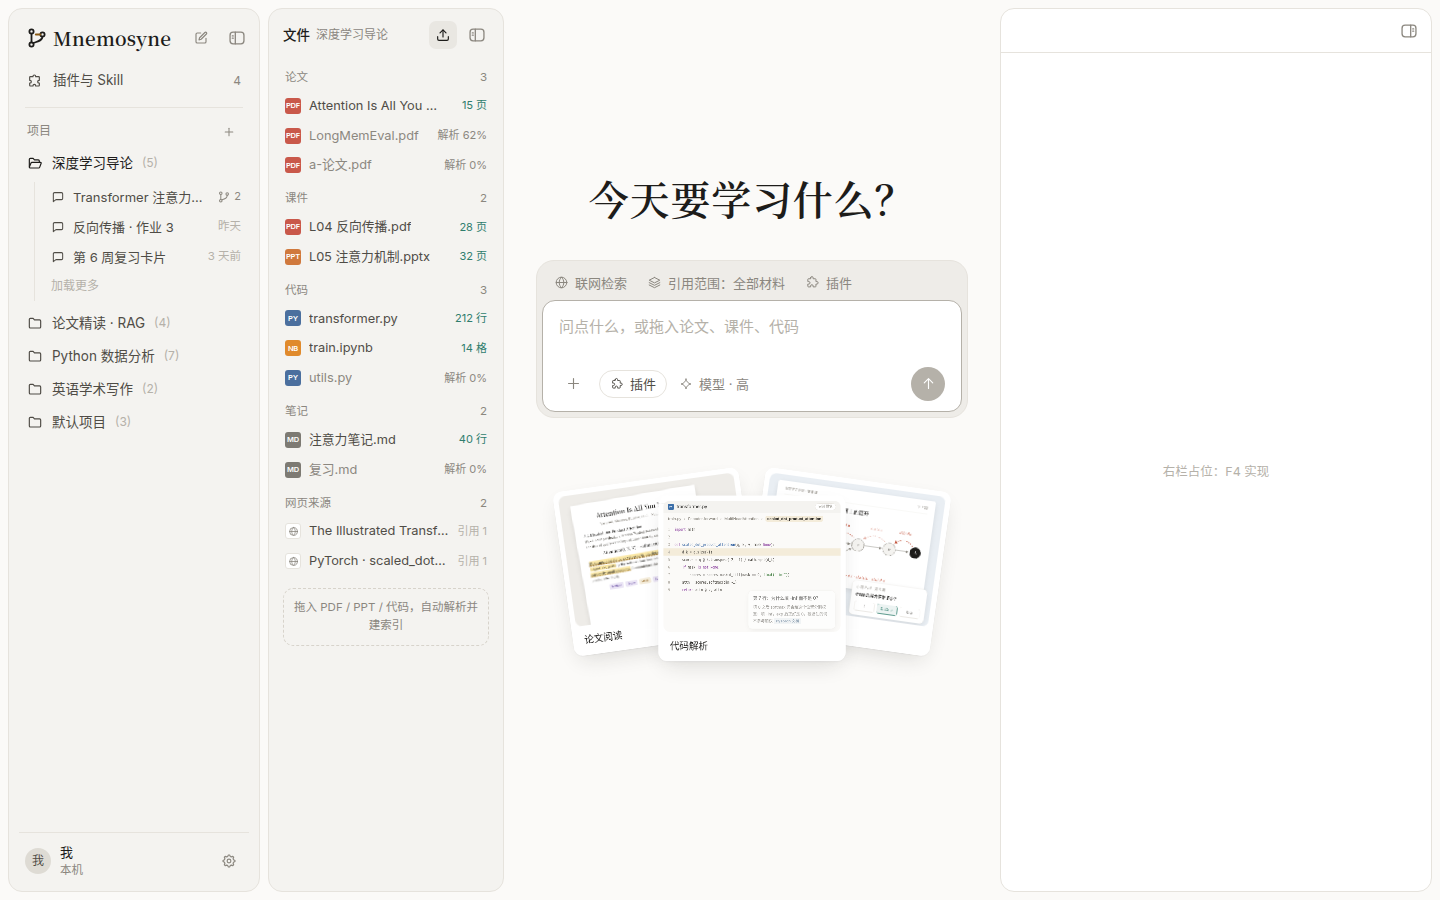 Mnemosyne
插件与 Skill 4
项目
深度学习导论 (5)
Transformer 注意力... 2
反向传播 · 作业 3 昨天
第 6 周复习卡片 3 天前
加载更多
论文精读 · RAG (4)
Python 数据分析 (7)
英语学术写作 (2)
默认项目 (3)
我 我
本机
文件 深度学习导论
论文 3
PDF Attention Is All You ... 15 页
PDF LongMemEval.pdf 解析 62%
PDF a-论文.pdf 解析 0%
课件 2
PDF L04 反向传播.pdf 28 页
PPT L05 注意力机制.pptx 32 页
代码 3
PY transformer.py 212 行
NB train.ipynb 14 格
PY utils.py 解析 0%
笔记 2
MD 注意力笔记.md 40 行
MD 复习.md 解析 0%
网页来源 2
The Illustrated Transf... 引用 1
PyTorch · scaled_dot... 引用 1
拖入 PDF / PPT / 代码，自动解析并
建索引
今天要学习什么？
联网检索 引用范围：全部材料 插件
问点什么，或拖入论文、课件、代码
插件 模型 · 高
Attention Is All You
论文阅读
transformer.py
代码解析
右栏占位：F4 实现